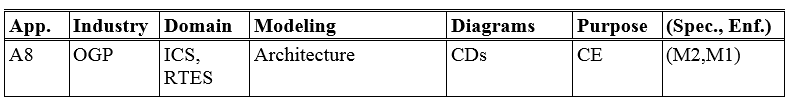 App. Industry Domain Modeling Diagrams Purpose (Spec., Enf.)
A8 OGP ICS, Architecture CDs CE (M2,M1)
RTES